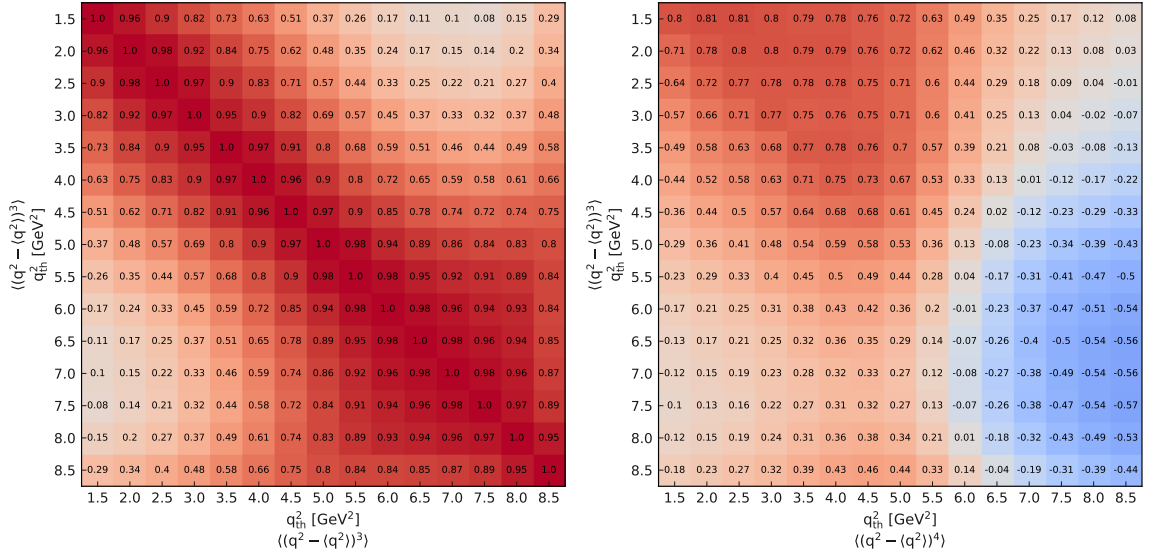 1.5 1.0 0.96 0.9 0.82 0.73 0.63 0.51 0.37 0.26 0.17 0.11 0.1 0.08 0.15 0.29
2.0 0.96 1.0 0.98 0.92 0.84 0.75 0.62 0.48 0.35 0.24 0.17 0.15 0.14 0.2 0.34
2.5 0.9 0.98 1.0 0.97 0.9 0.83 0.71 0.57 0.44 0.33 0.25 0.22 0.21 0.27 0.4
3.0 0.82 0.92 0.97 1.0 0.95 0.9 0.82 0.69 0.57 0.45 0.37 0.33 0.32 0.37 0.48
3.5 0.73 0.84 0.9 0.95 1.0 0.97 0.91 0.8 0.68 0.59 0.51 0.46 0.44 0.49 0.58
4.0 0.63 0.75 0.83 0.9 0.97 1.0 0.96 0.9 0.8 0.72 0.65 0.59 0.58 0.61 0.66
4.5 0.51 0.62 0.71 0.82 0.91 0.96 1.0 0.97 0.9 0.85 0.78 0.74 0.72 0.74 0.75
5.0 0.37 0.48 0.57 0.69 0.8 0.9 0.97 1.0 0.98 0.94 0.89 0.86 0.84 0.83 0.8
5.5 0.26 0.35 0.44 0.57 0.68 0.8 0.9 0.98 1.0 0.98 0.95 0.92 0.91 0.89 0.84
6.0 0.17 0.24 0.33 0.45 0.59 0.72 0.85 0.94 0.98 1.0 0.98 0.96 0.94 0.93 0.84
6.5 0.11 0.17 0.25 0.37 0.51 0.65 0.78 0.89 0.95 0.98 1.0 0.98 0.96 0.94 0.85
7.0 0.1 0.15 0.22 0.33 0.46 0.59 0.74 0.86 0.92 0.96 0.98 1.0 0.98 0.96 0.87
7.5 0.08 0.14 0.21 0.32 0.44 0.58 0.72 0.84 0.91 0.94 0.96 0.98 1.0 0.97 0.89
8.0 0.15 0.2 0.27 0.37 0.49 0.61 0.74 0.83 0.89 0.93 0.94 0.96 0.97 1.0 0.95
8.5 0.29 0.34 0.4 0.48 0.58 0.66 0.75 0.8 0.84 0.84 0.85 0.87 0.89 0.95 1.0
1.5 2.0 2.5 3.0 3.5 4.0 4.5 5.0 5.5 6.0 6.5 7.0 7.5 8.0 8.5
q²_th [GeV²]
⟨(q² − ⟨q²⟩)³⟩
⟨(q² − ⟨q²⟩)³⟩
q²_th [GeV²]
1.5 0.8 0.81 0.81 0.8 0.79 0.78 0.76 0.73 0.63 0.49 0.35 0.25 0.17 0.12 0.08
2.0 0.71 0.78 0.8 0.8 0.79 0.79 0.76 0.72 0.62 0.46 0.32 0.22 0.13 0.08 0.03
2.5 0.64 0.72 0.77 0.78 0.78 0.78 0.75 0.71 0.6 0.44 0.29 0.18 0.09 0.04 -0.01
3.0 0.57 0.66 0.71 0.77 0.75 0.76 0.75 0.71 0.6 0.41 0.25 0.13 0.04 -0.02 -0.07
3.5 0.49 0.58 0.63 0.68 0.77 0.78 0.76 0.7 0.57 0.39 0.21 0.08 -0.03 -0.08 -0.13
4.0 0.44 0.52 0.58 0.63 0.71 0.75 0.73 0.67 0.53 0.33 0.13 -0.01 -0.12 -0.17 -0.22
4.5 0.36 0.44 0.5 0.57 0.64 0.68 0.68 0.61 0.45 0.24 0.02 -0.12 -0.23 -0.29 -0.33
5.0 0.29 0.36 0.41 0.48 0.54 0.59 0.58 0.53 0.36 0.13 -0.08 -0.23 -0.34 -0.39 -0.43
5.5 0.23 0.29 0.33 0.4 0.45 0.5 0.49 0.44 0.28 0.04 -0.17 -0.31 -0.41 -0.47 -0.5
6.0 0.17 0.21 0.25 0.31 0.38 0.43 0.42 0.36 0.2 -0.01 -0.23 -0.37 -0.47 -0.51 -0.54
6.5 0.13 0.17 0.21 0.25 0.32 0.36 0.35 0.29 0.14 -0.07 -0.26 -0.4 -0.5 -0.54 -0.56
7.0 0.12 0.15 0.19 0.23 0.28 0.32 0.33 0.27 0.12 -0.08 -0.27 -0.38 -0.49 -0.54 -0.56
7.5 0.1 0.13 0.16 0.22 0.27 0.31 0.32 0.27 0.13 -0.07 -0.26 -0.38 -0.47 -0.54 -0.57
8.0 0.12 0.15 0.19 0.24 0.31 0.36 0.38 0.34 0.21 0.01 -0.18 -0.32 -0.43 -0.49 -0.53
8.5 0.18 0.23 0.27 0.32 0.39 0.43 0.46 0.44 0.33 0.14 -0.04 -0.19 -0.31 -0.39 -0.44
1.5 2.0 2.5 3.0 3.5 4.0 4.5 5.0 5.5 6.0 6.5 7.0 7.5 8.0 8.5
q²_th [GeV²]
⟨(q² − ⟨q²⟩)⁴⟩
⟨(q² − ⟨q²⟩)³⟩
q²_th [GeV²]